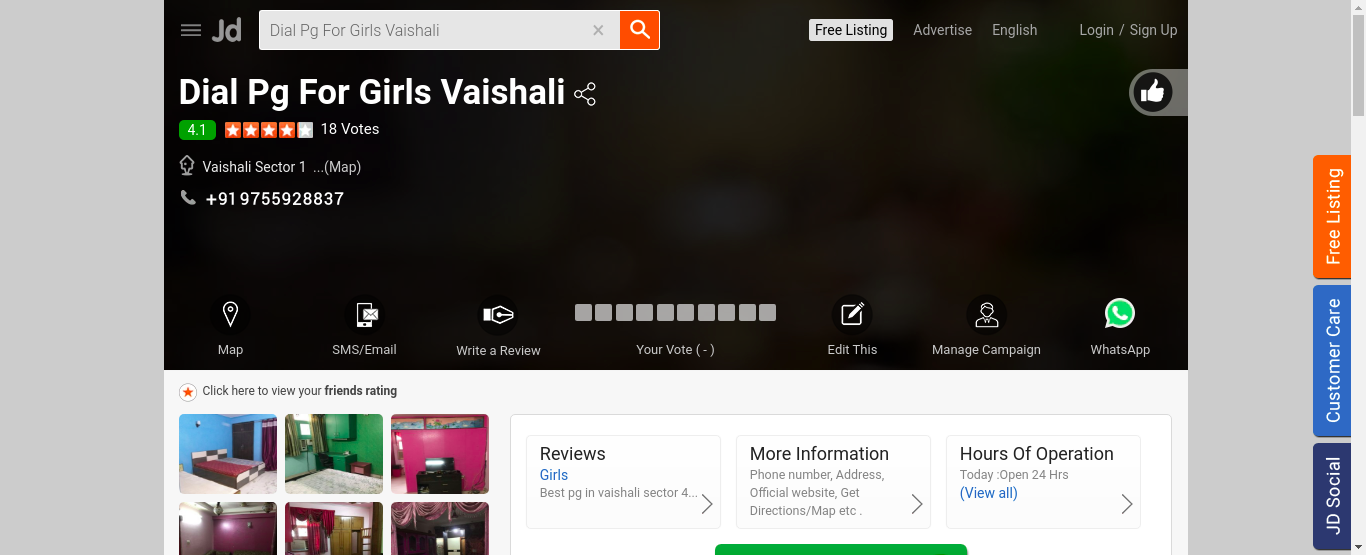 Jd
Dial Pg For Girls Vaishali
Free Listing
Advertise
English
Login / Sign Up
Dial Pg For Girls Vaishali
4.1
18 Votes
Vaishali Sector 1 ...(Map)
+919755928837
Map
SMS/Email
Write a Review
Your Vote ( - )
Edit This
Manage Campaign
WhatsApp
Click here to view your friends rating
Reviews
Girls
Best pg in vaishali sector 4...
More Information
Phone number, Address,
Official website, Get
Directions/Map etc .
Hours Of Operation
Today :Open 24 Hrs
(View all)
Free Listing
Customer Care
JD Social